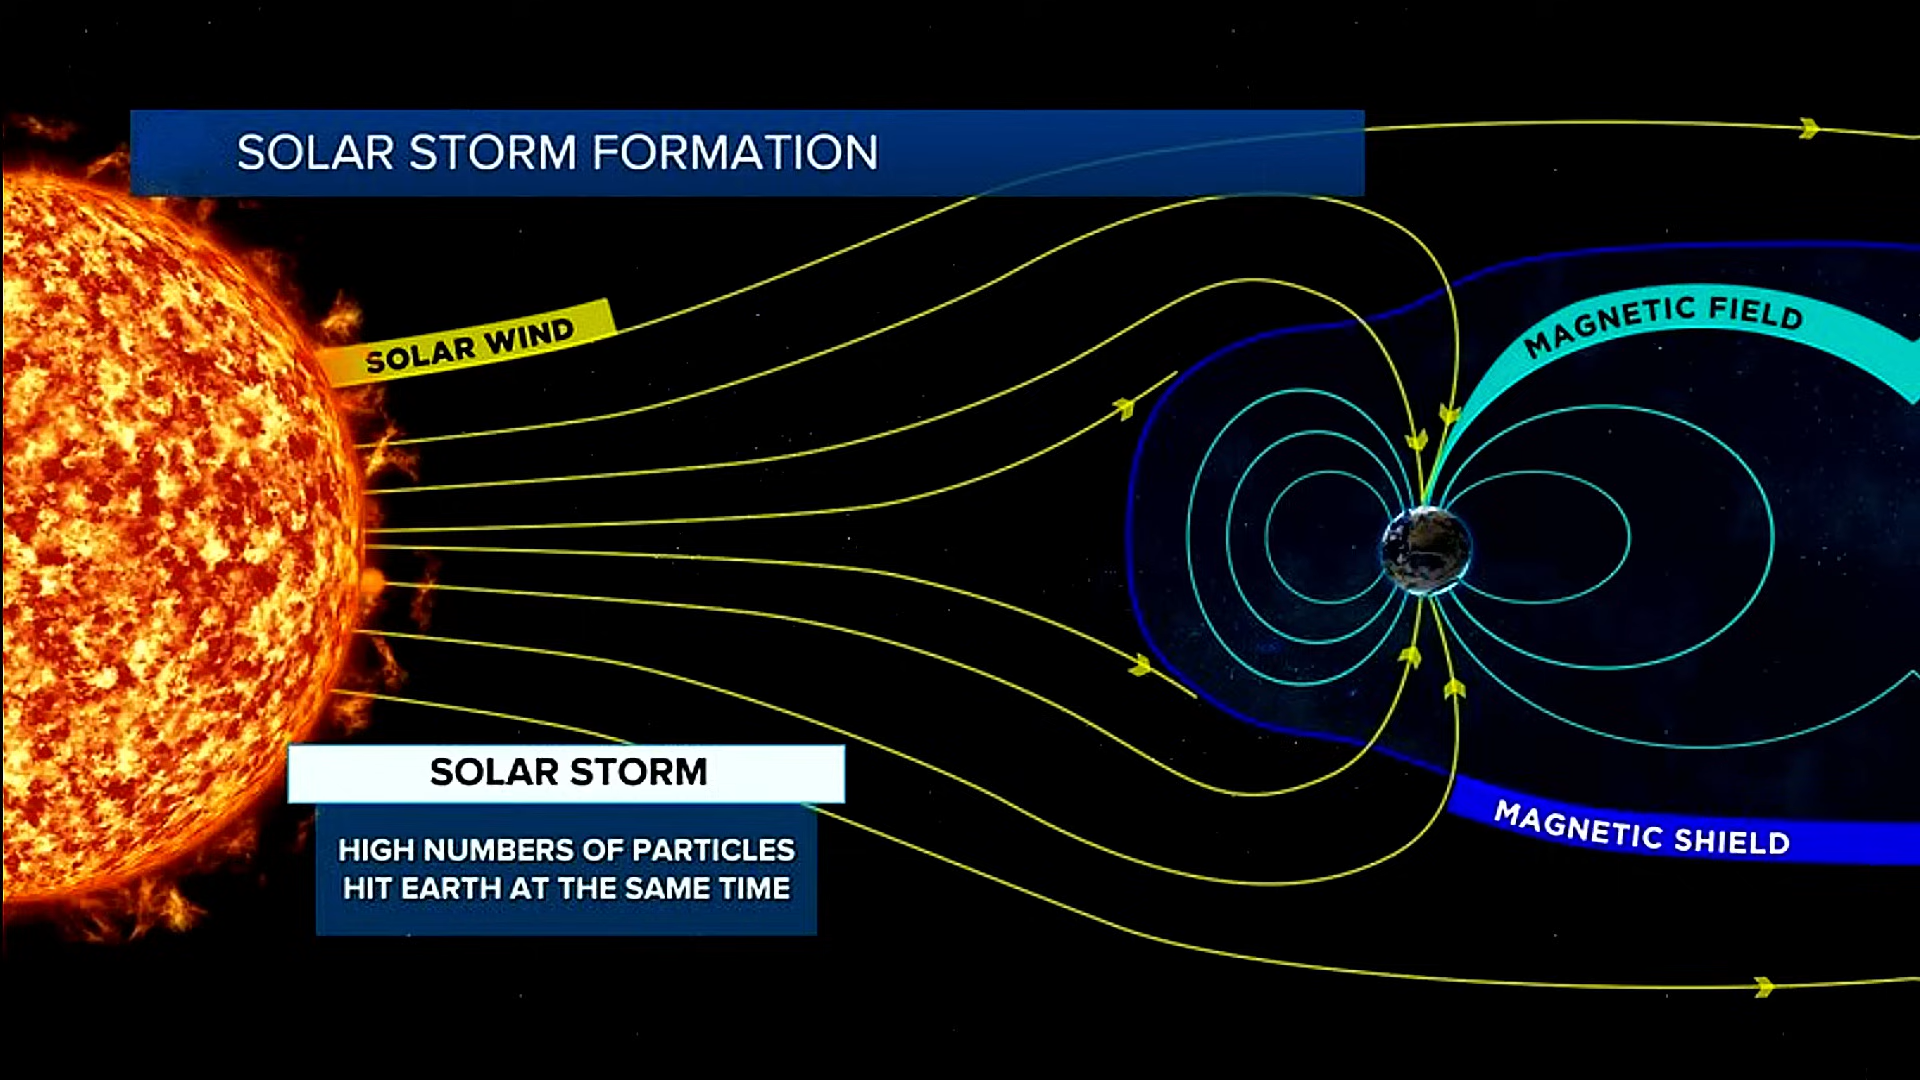 SOLAR STORM FORMATION
SOLAR WIND
MAGNETIC FIELD
SOLAR STORM
HIGH NUMBERS OF PARTICLES
HIT EARTH AT THE SAME TIME
MAGNETIC SHIELD